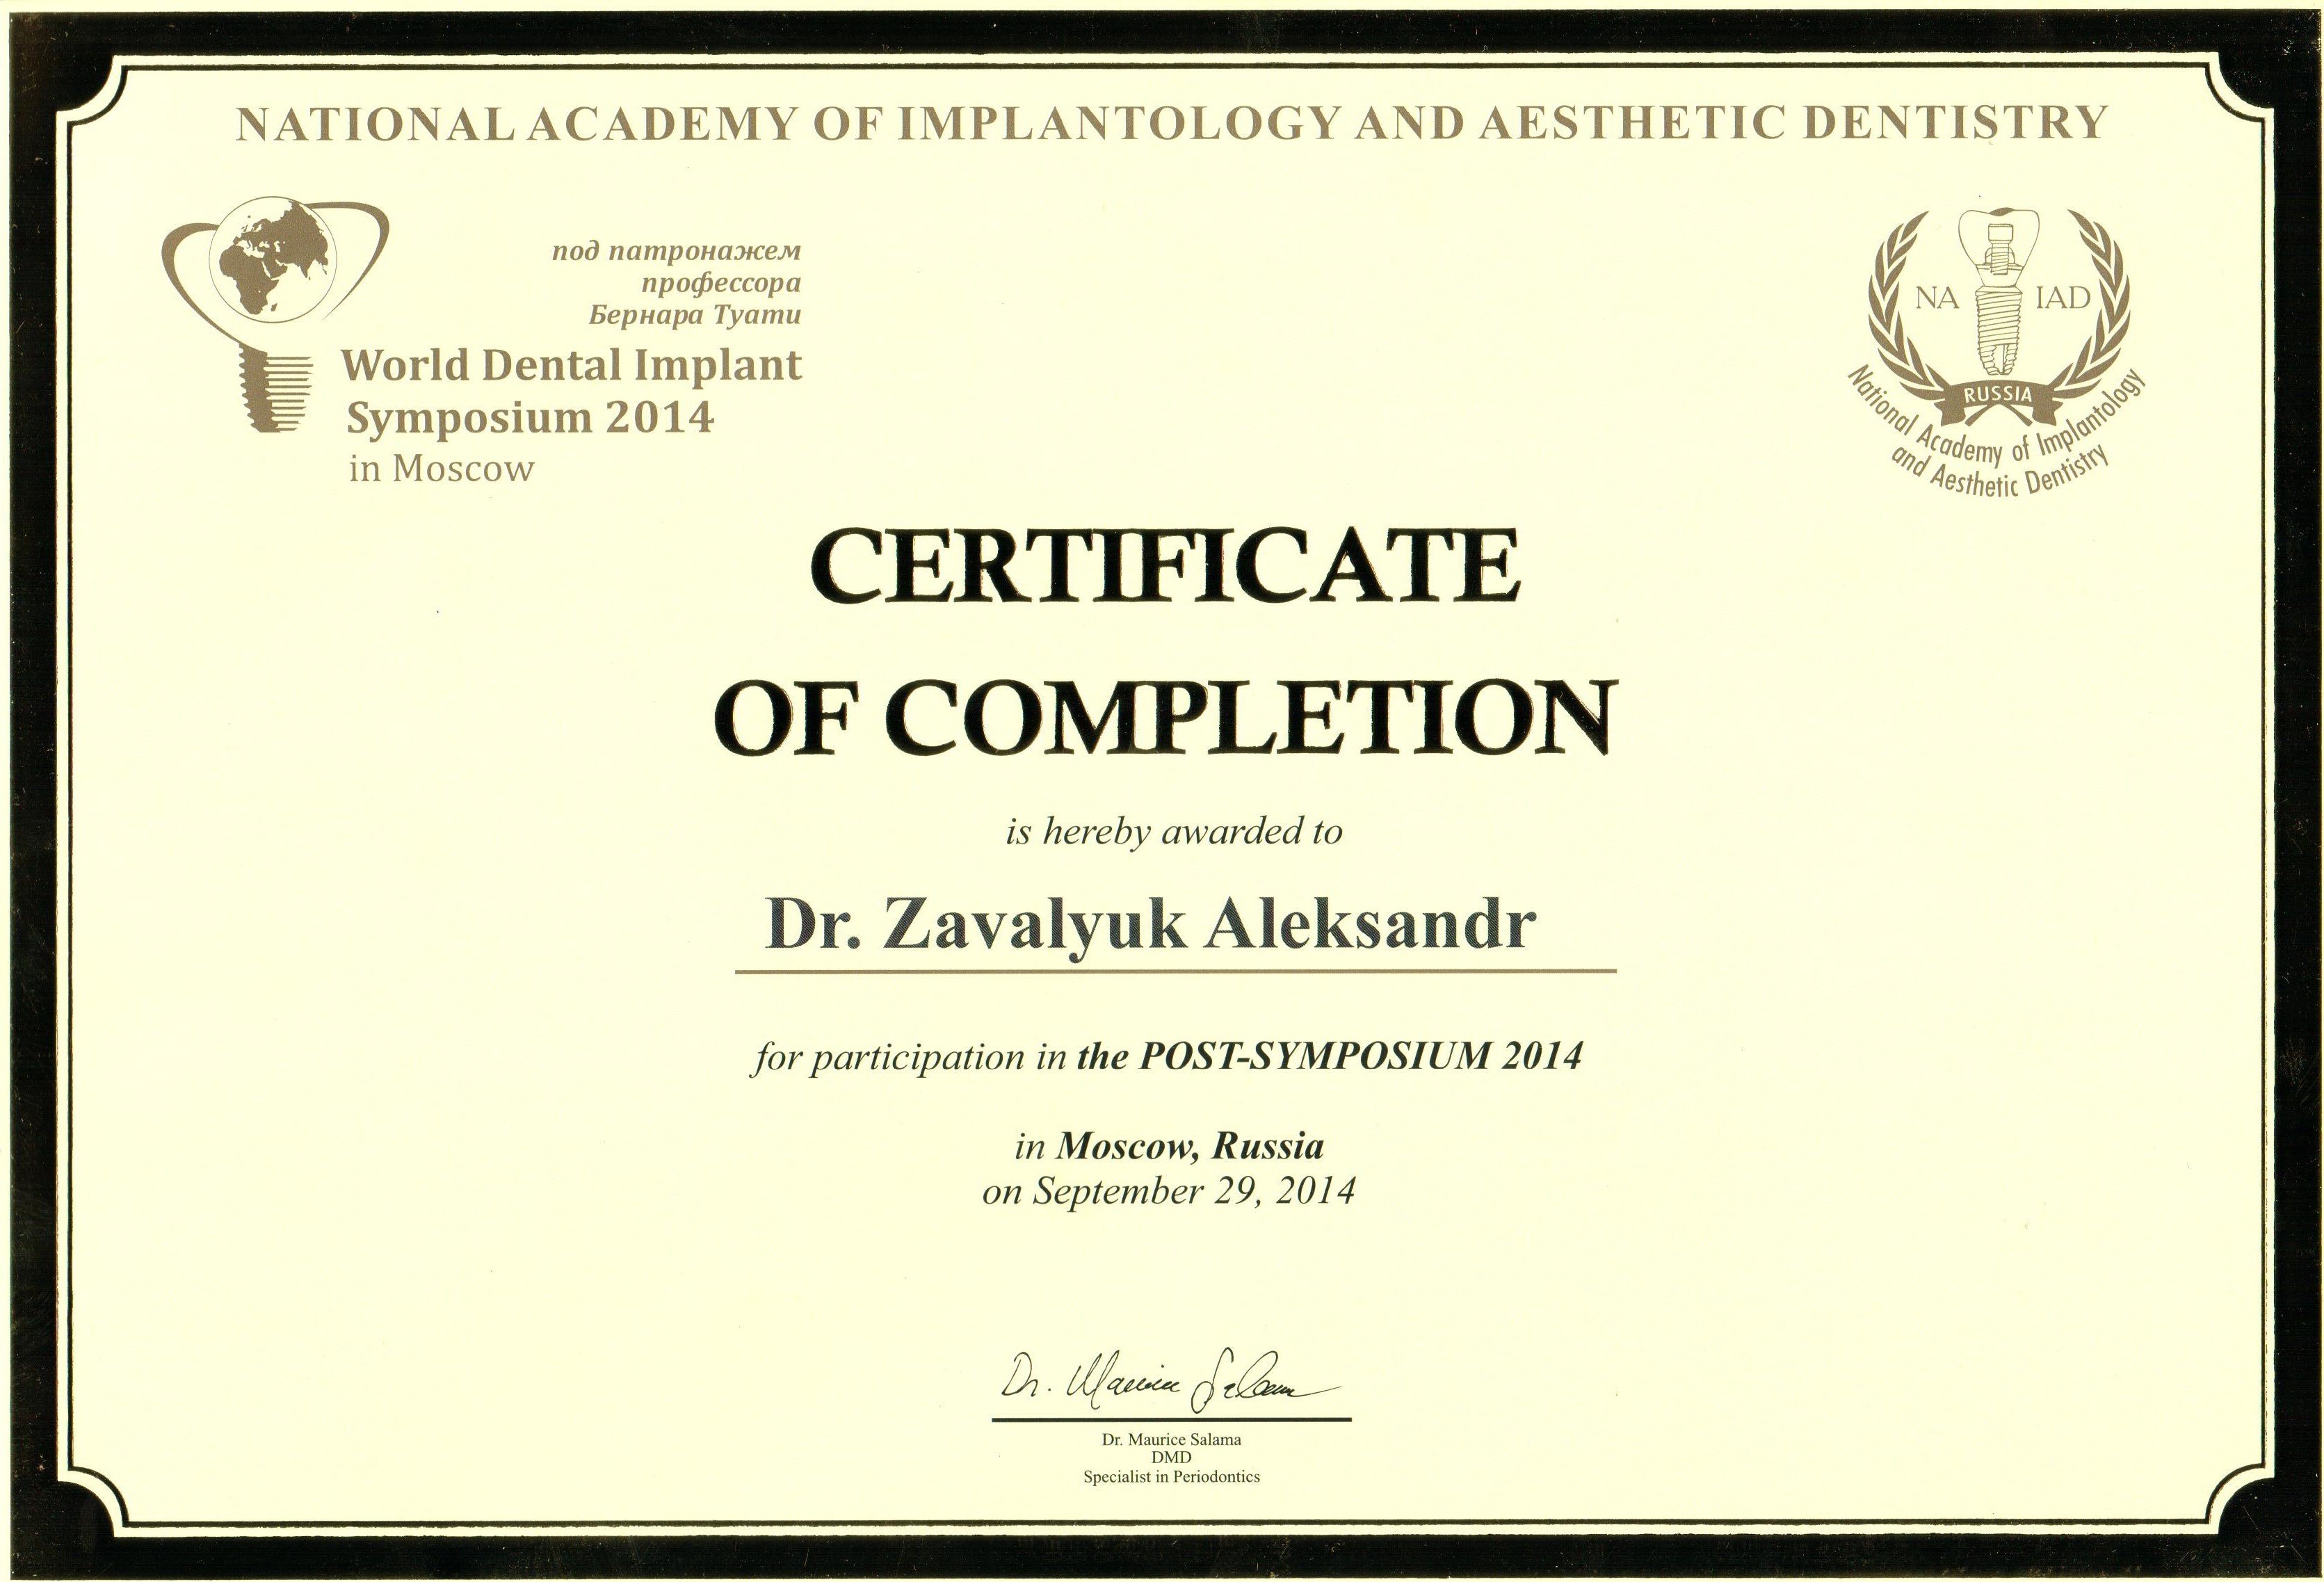 NATIONAL ACADEMY OF IMPLANTOLOGY AND AESTHETIC DENTISTRY
под патронажем
профессора
Бернара Туати
World Dental Implant
Symposium 2014
in Moscow
NA IAD
RUSSIA
National Academy of Implantology
and Aesthetic Dentistry
CERTIFICATE
OF COMPLETION
is hereby awarded to
Dr. Zavalyuk Aleksandr
for participation in the POST-SYMPOSIUM 2014
in Moscow, Russia
on September 29, 2014
Dr. Maurice Salama
Dr. Maurice Salama
DMD
Specialist in Periodontics